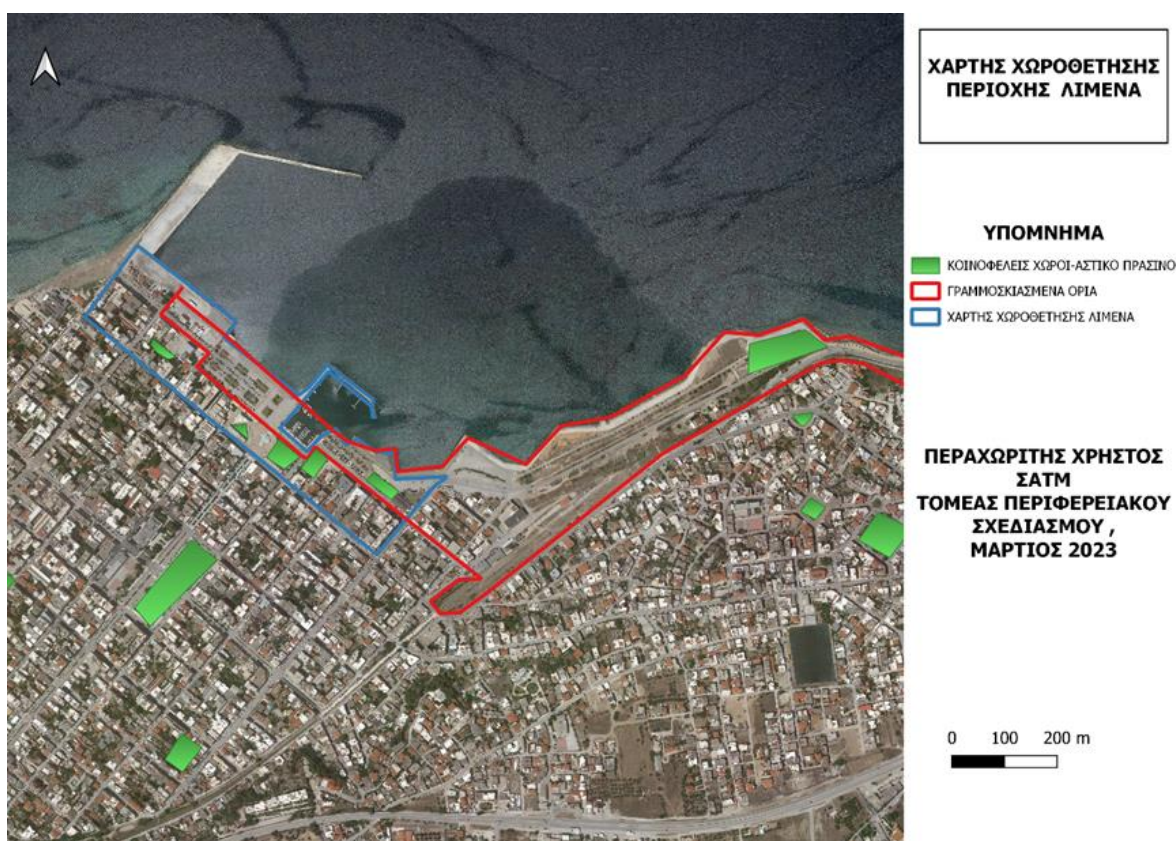 ΧΑΡΤΗΣ ΧΩΡΟΘΕΤΗΣΗΣ
ΠΕΡΙΟΧΗΣ ΛΙΜΕΝΑ
ΥΠΟΜΝΗΜΑ
ΚΟΙΝΟΦΕΛΕΙΣ ΧΩΡΟΙ-ΑΣΤΙΚΟ ΠΡΑΣΙΝΟ
ΓΡΑΜΜΟΣΚΙΑΣΜΕΝΑ ΟΡΙΑ
ΧΑΡΤΗΣ ΧΩΡΟΘΕΤΗΣΗΣ ΛΙΜΕΝΑ
ΠΕΡΑΧΩΡΙΤΗΣ ΧΡΗΣΤΟΣ
ΣΑΤΜ
ΤΟΜΕΑΣ ΠΕΡΙΦΕΡΕΙΑΚΟΥ
ΣΧΕΔΙΑΣΜΟΥ ,
ΜΑΡΤΙΟΣ 2023
0 100 200 m